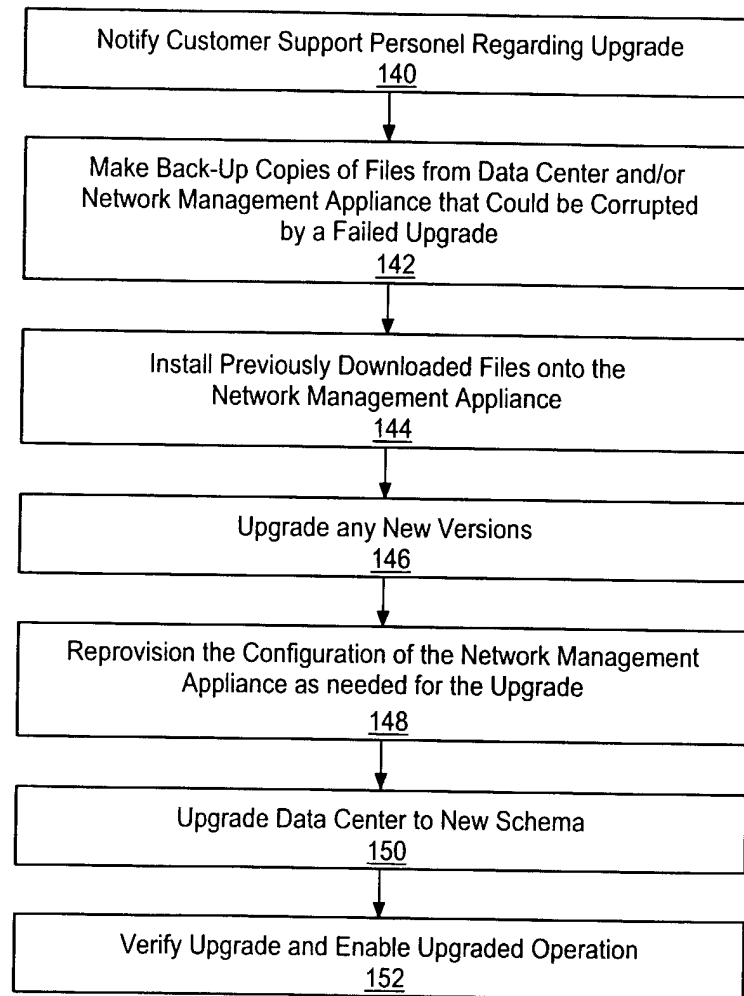 Notify Customer Support Personel Regarding Upgrade
140
Make Back-Up Copies of Files from Data Center and/or
Network Management Appliance that Could be Corrupted
by a Failed Upgrade
142
Install Previously Downloaded Files onto the
Network Management Appliance
144
Upgrade any New Versions
146
Reprovision the Configuration of the Network Management
Appliance as needed for the Upgrade
148
Upgrade Data Center to New Schema
150
Verify Upgrade and Enable Upgraded Operation
152